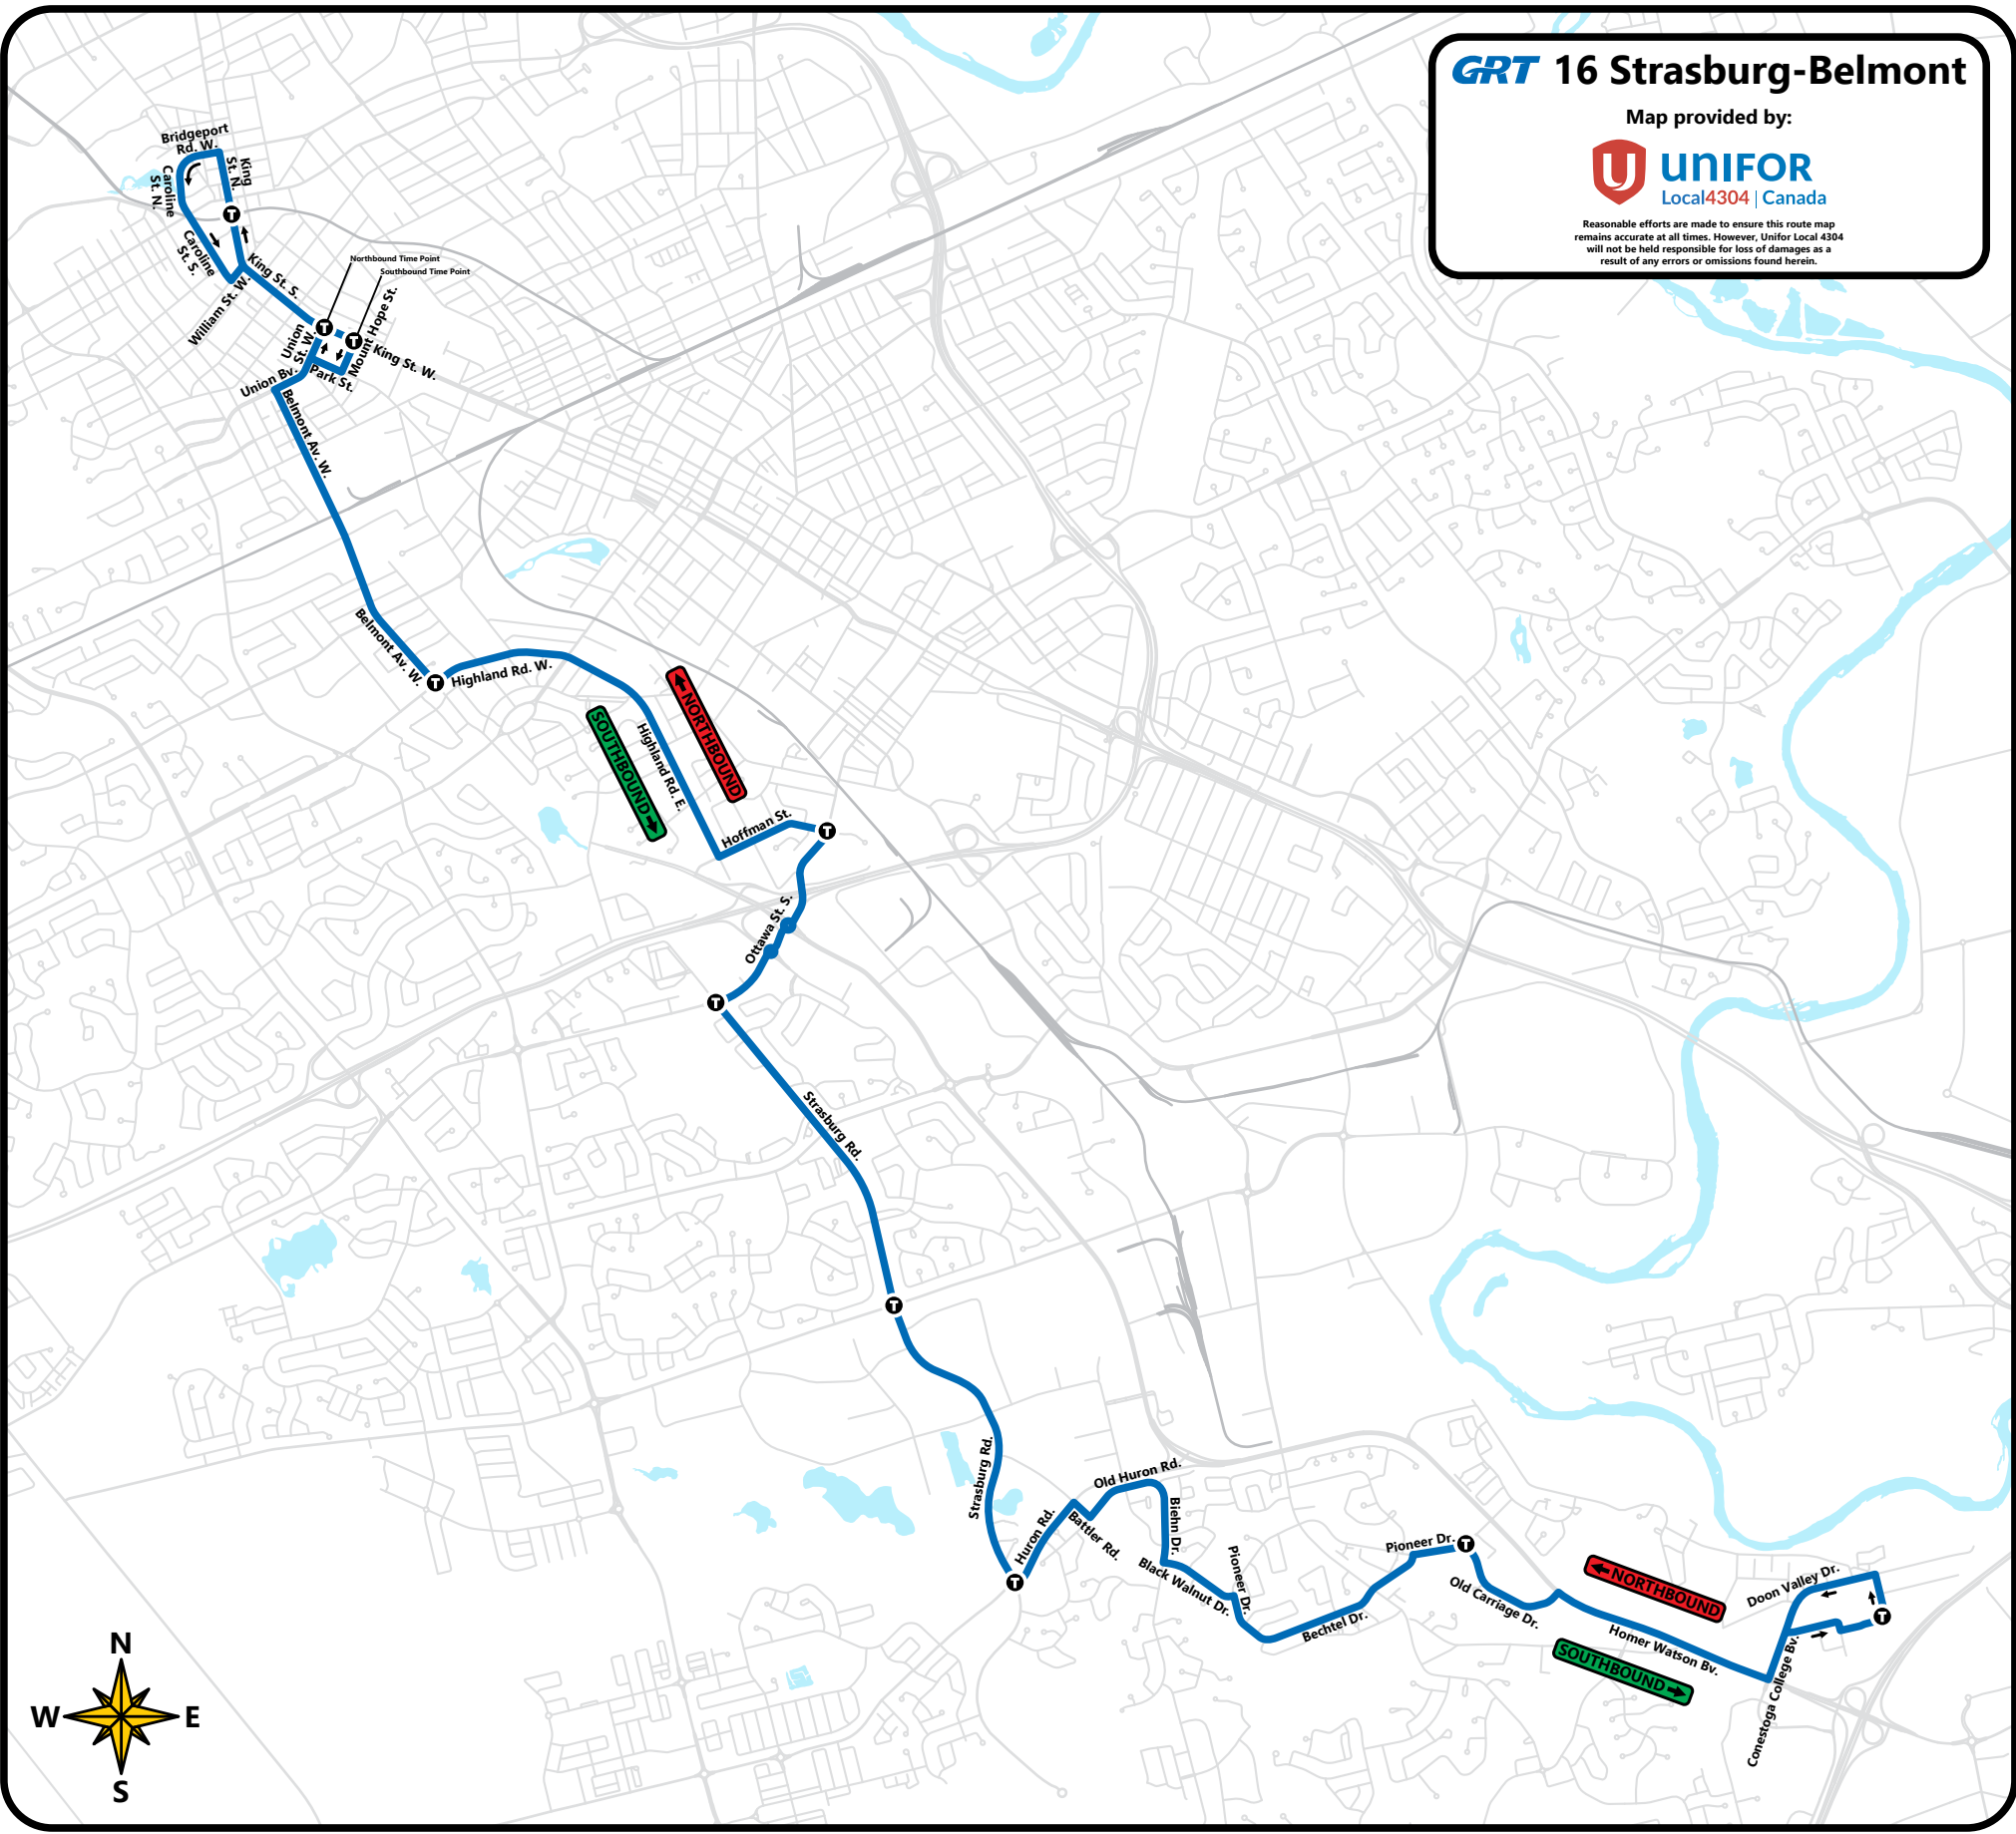 GRT 16 Strasburg-Belmont
Map provided by:
U UNIFOR
Local4304 | Canada
Reasonable efforts are made to ensure this route map
remains accurate at all times. However, Unifor Local 4304
will not be held responsible for loss of damages as a
result of any errors or omissions found herein.
Bridgeport
Rd. W.
King
St. N.
Caroline
St. N.
T
Caroline
St. S.
King St. S.
William St. W.
Northbound Time Point
Southbound Time Point
T
T
Union
St. W.
Mount Hope St.
King St. W.
Park St.
Union Bv.
Belmont Av. W.
Belmont Av. W.
T
Highland Rd. W.
NORTHBOUND
SOUTHBOUND
Highland Rd. E.
Hoffman St.
T
Ottawa St. S.
T
Strasburg Rd.
T
Strasburg Rd.
T
Huron Rd.
Battler Rd.
Old Huron Rd.
Biehn Dr.
Black Walnut Dr.
Pioneer Dr.
Bechtel Dr.
Pioneer Dr.
T
Old Carriage Dr.
NORTHBOUND
Homer Watson Bv.
SOUTHBOUND
Doon Valley Dr.
T
Conestoga College Bv.
N
W E
S